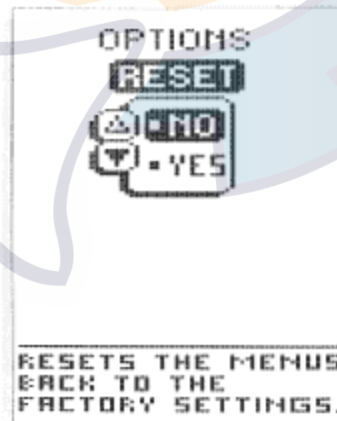 OPTIONS
RESET
NO
YES
RESETS THE MENUS
BACK TO THE
FACTORY SETTINGS.